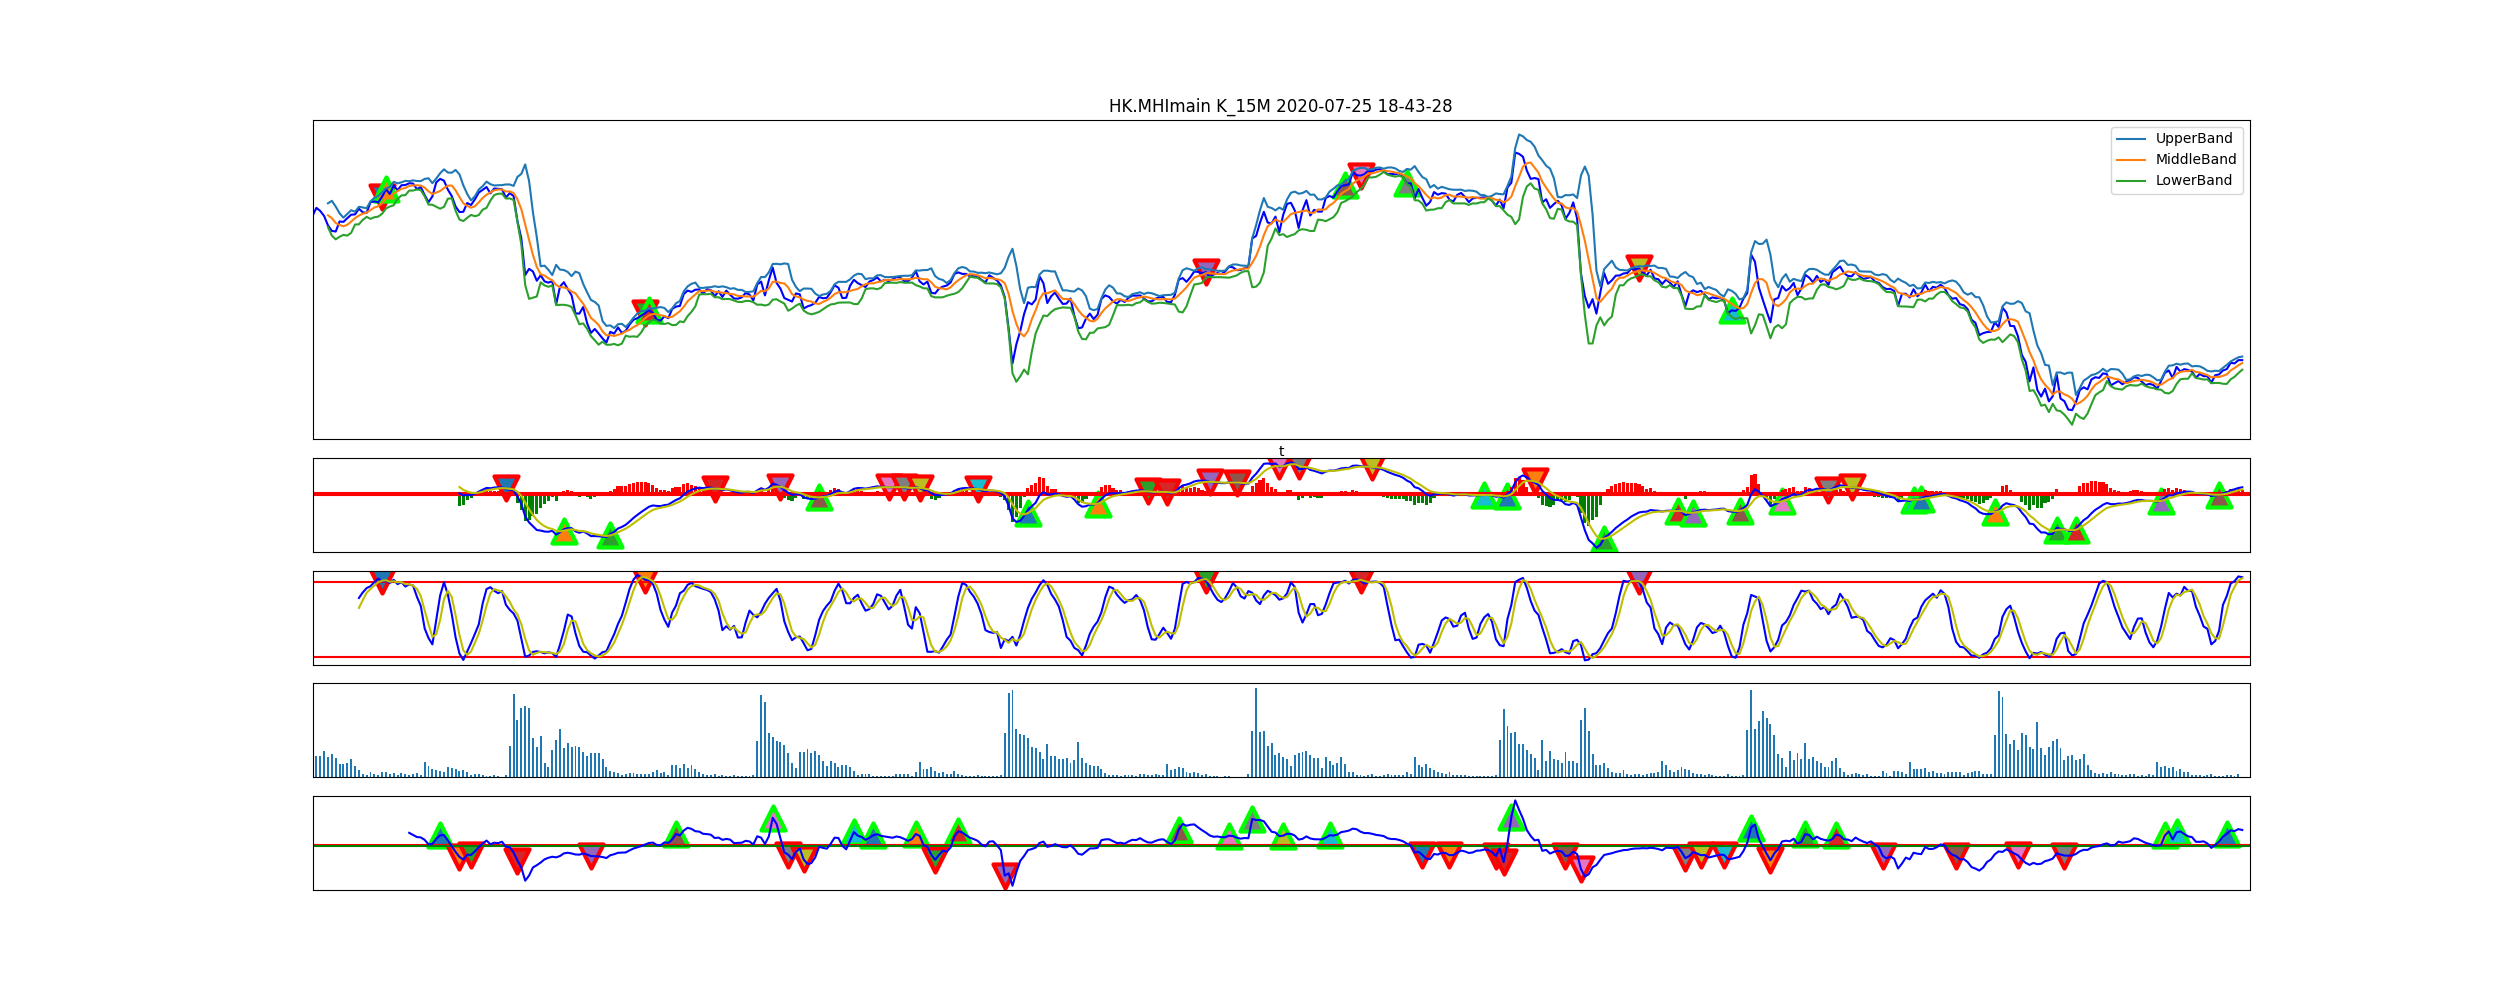 HK.MHImain K_15M 2020-07-25 18-43-28
UpperBand
MiddleBand
LowerBand
t